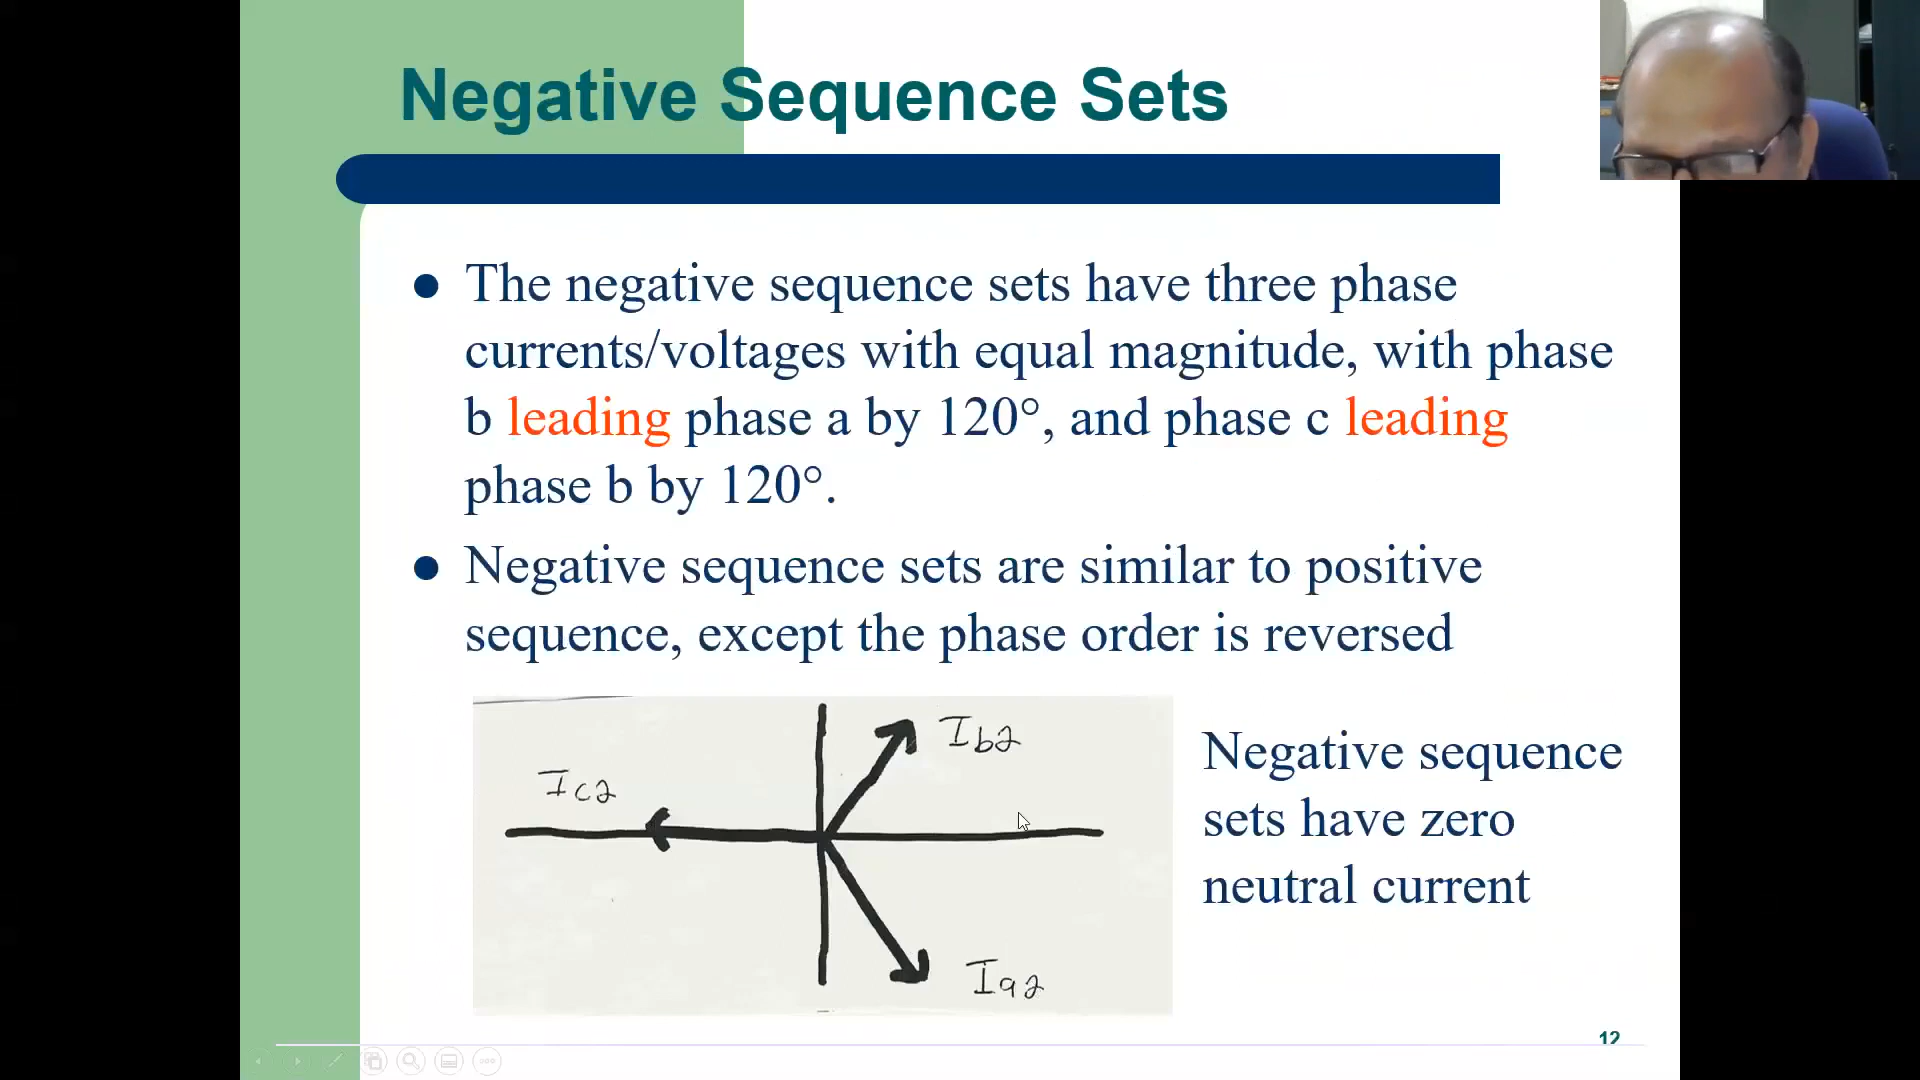 Negative Sequence Sets
The negative sequence sets have three phase
currents/voltages with equal magnitude, with phase
b leading phase a by 120°, and phase c leading
phase b by 120°.
Negative sequence sets are similar to positive
sequence, except the phase order is reversed
Ib2
Ic2
Ia2
Negative sequence
sets have zero
neutral current
12